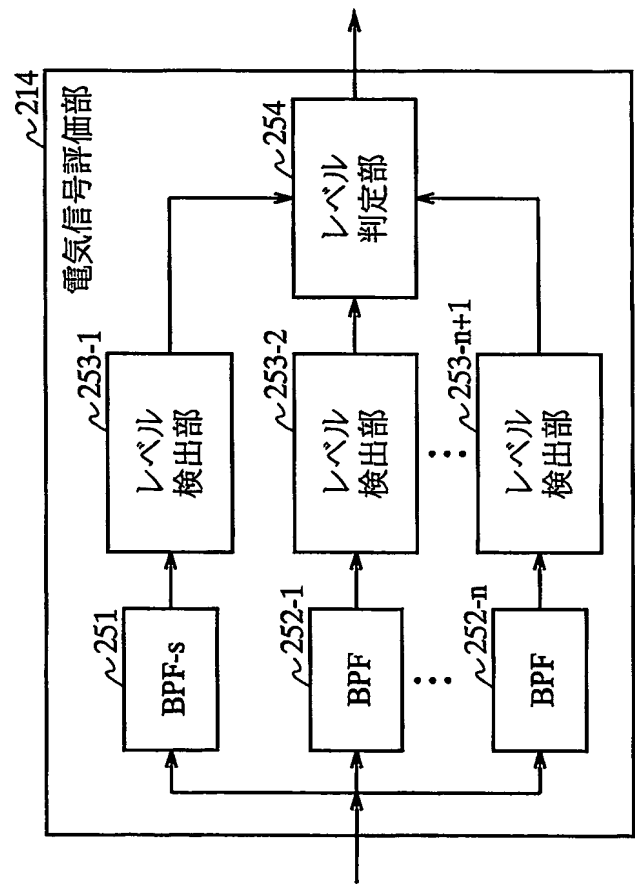 214
電気信号評価部
251
BPF-s
253-1
レベル
検出部
254
レベル
判定部
252-1
BPF
253-2
レベル
検出部
...
...
252-n
BPF
253-n+1
レベル
検出部